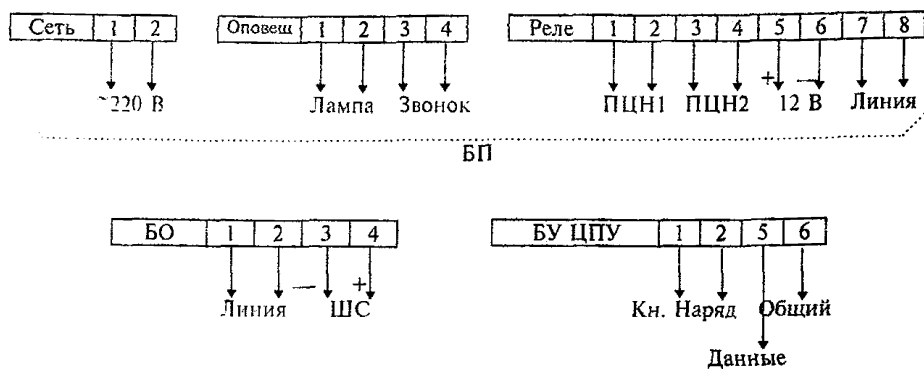 Сеть 1 2 Оповещ 1 2 3 4 Реле 1 2 3 4 5 6 7 8
+ —
~220 В Лампа Звонок ПЦН1 ПЦН2 12 В Линия
БП
БО 1 2 3 4 БУ ЦПУ 1 2 5 6
— +
Линия ШС Кн. Наряд Общий
Данные